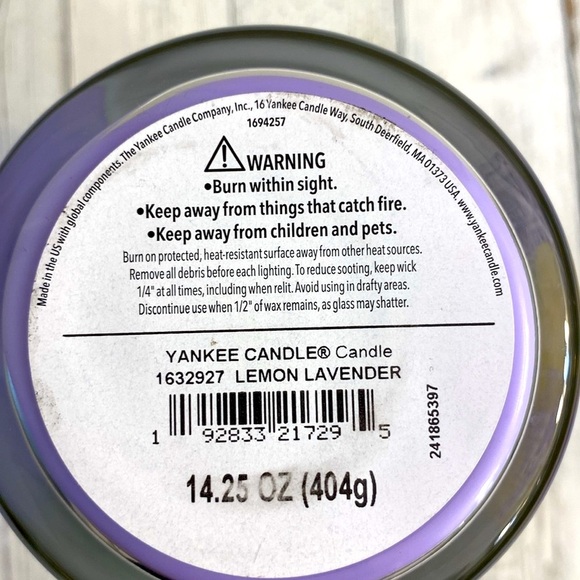 Made in the US with global components. The Yankee Candle Company, Inc., 16 Yankee Candle Way, South Deerfield, MA 01373 USA. www.yankeecandle.com
1694257
WARNING
•Burn within sight.
•Keep away from things that catch fire.
•Keep away from children and pets.
Burn on protected, heat-resistant surface away from other heat sources.
Remove all debris before each lighting. To reduce sooting, keep wick
1/4" at all times, including when relit. Avoid using in drafty areas.
Discontinue use when 1/2" of wax remains, as glass may shatter.
YANKEE CANDLE® Candle
1632927 LEMON LAVENDER
1 92833 21729 5
241865397
14.25 OZ (404g)